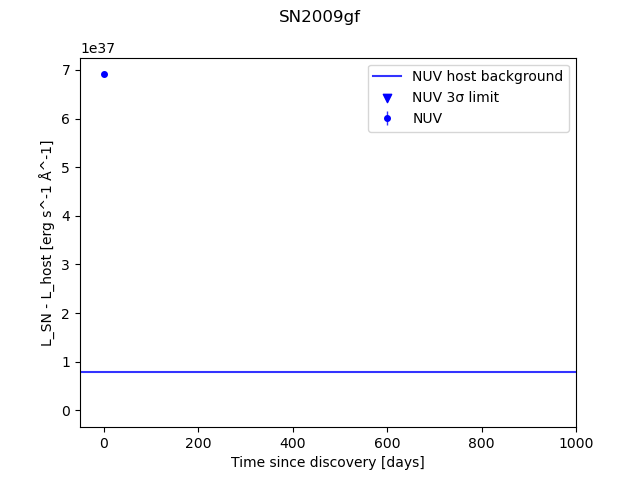 SN2009gf
1e37
7
6
5
4
3
2
1
0
L_SN - L_host [erg s^-1 Å^-1]
NUV host background
NUV 3σ limit
NUV
0 200 400 600 800 1000
Time since discovery [days]